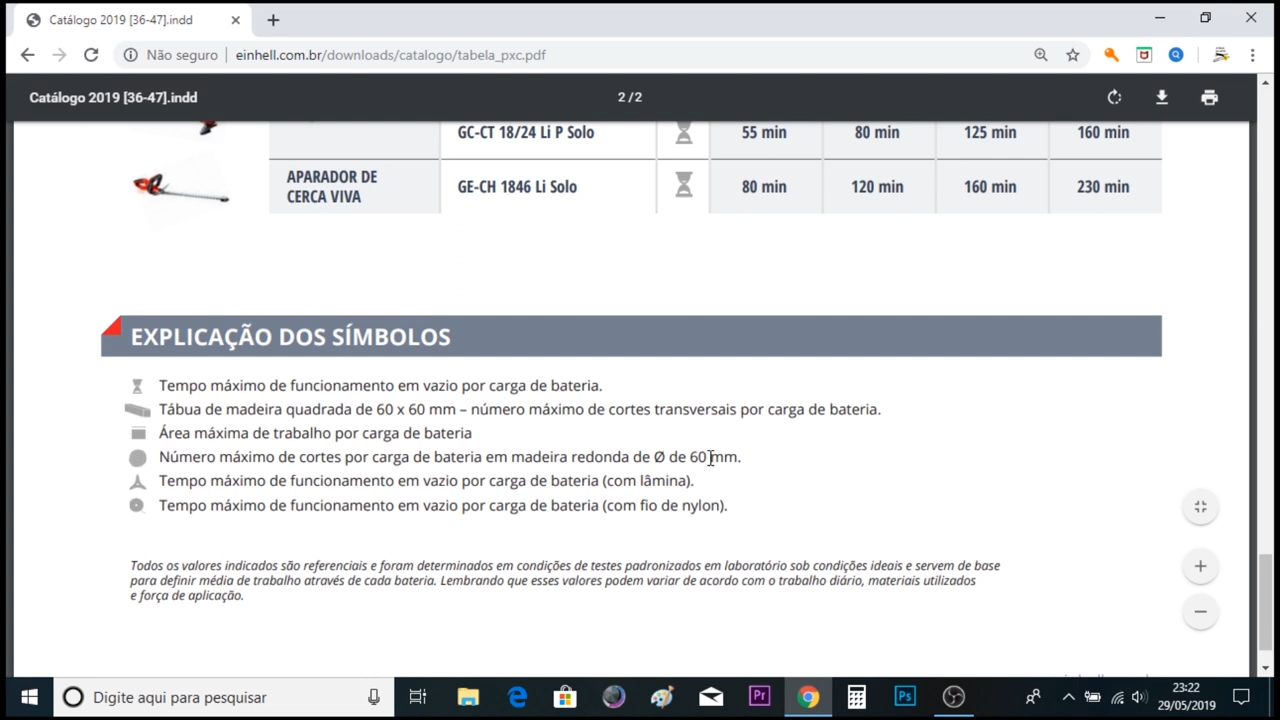 Catálogo 2019 [36-47].indd
Não seguro
einhell.com.br/downloads/catalogo/tabela_pxc.pdf
Catálogo 2019 [36-47].indd
2 / 2
GC-CT 18/24 Li P Solo
55 min
80 min
125 min
160 min
APARADOR DE
CERCA VIVA
GE-CH 1846 Li Solo
80 min
120 min
160 min
230 min
EXPLICAÇÃO DOS SÍMBOLOS
Tempo máximo de funcionamento em vazio por carga de bateria.
Tábua de madeira quadrada de 60 x 60 mm – número máximo de cortes transversais por carga de bateria.
Área máxima de trabalho por carga de bateria
Número máximo de cortes por carga de bateria em madeira redonda de Ø de 60 mm.
Tempo máximo de funcionamento em vazio por carga de bateria (com lâmina).
Tempo máximo de funcionamento em vazio por carga de bateria (com fio de nylon).
Todos os valores indicados são referenciais e foram determinados em condições de testes padronizados em laboratório sob condições ideais e servem de base
para definir média de trabalho através de cada bateria. Lembrando que esses valores podem variar de acordo com o trabalho diário, materiais utilizados
e força de aplicação.
Digite aqui para pesquisar
Pr
Ps
23:22
29/05/2019